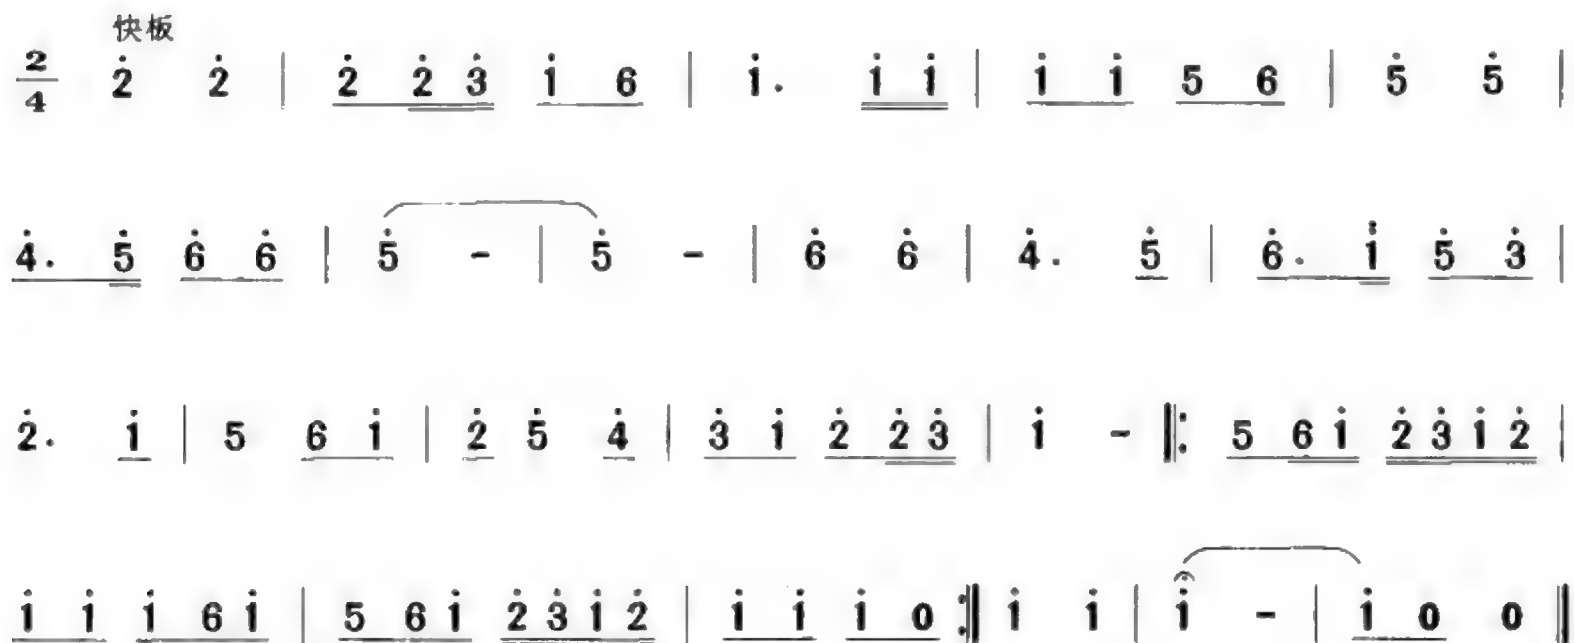 快板
2/4 2̇ 2̇ | 2̇ 2̇ 3̇ 1̇ 6 | 1̇. 1̇ 1̇ | 1̇ 1̇ 5 6 | 5̇ 5̇ |
4̇. 5̇ 6̇ 6̇ | 5̇ - | 5̇ - | 6̇ 6̇ | 4̇. 5̇ | 6̇. 1̈ 5̇ 3̇ |
2̇. 1̇ | 5 6 1̇ | 2̇ 5̇ 4̇ | 3̇ 1̇ 2̇ 2̇ 3̇ | 1̇ - ‖: 5 6 1̇ 2̇ 3̇ 1̇ 2̇ |
1̇ 1̇ 1̇ 6 1̇ | 5 6 1̇ 2̇ 3̇ 1̇ 2̇ | 1̇ 1̇ 1̇ 0 :‖ 1̇ 1̇ | 1̇ - | 1̇ 0 0 ‖